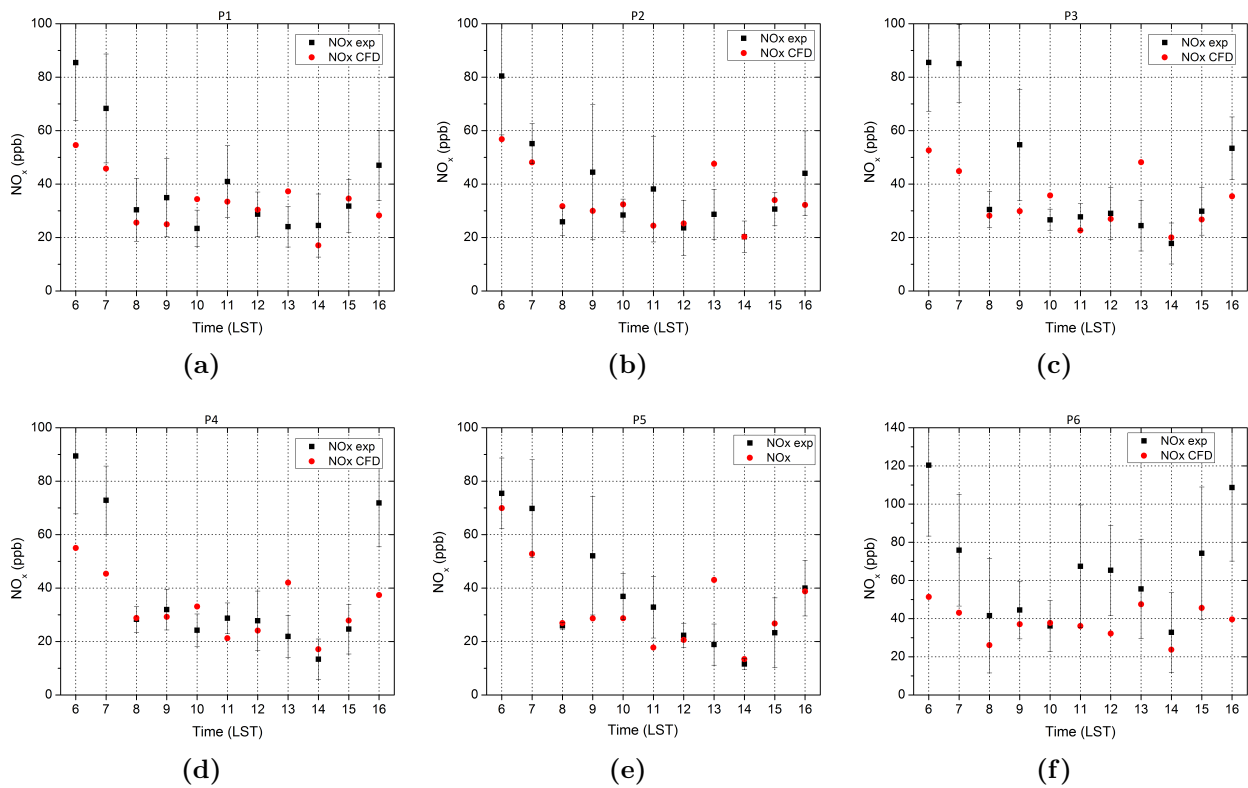 P1
NOx exp
NOx CFD
NOx (ppb)
100
80
60
40
20
0
6 7 8 9 10 11 12 13 14 15 16
Time (LST)
(a)
P2
NOx exp
NOx CFD
NOx (ppb)
100
80
60
40
20
0
6 7 8 9 10 11 12 13 14 15 16
Time (LST)
(b)
P3
NOx exp
NOx CFD
NOx (ppb)
100
80
60
40
20
0
6 7 8 9 10 11 12 13 14 15 16
Time (LST)
(c)
P4
NOx exp
NOx CFD
NOx (ppb)
100
80
60
40
20
0
6 7 8 9 10 11 12 13 14 15 16
Time (LST)
(d)
P5
NOx exp
NOx
NOx (ppb)
100
80
60
40
20
0
6 7 8 9 10 11 12 13 14 15 16
Time (LST)
(e)
P6
NOx exp
NOx CFD
NOx (ppb)
140
120
100
80
60
40
20
0
6 7 8 9 10 11 12 13 14 15 16
Time (LST)
(f)